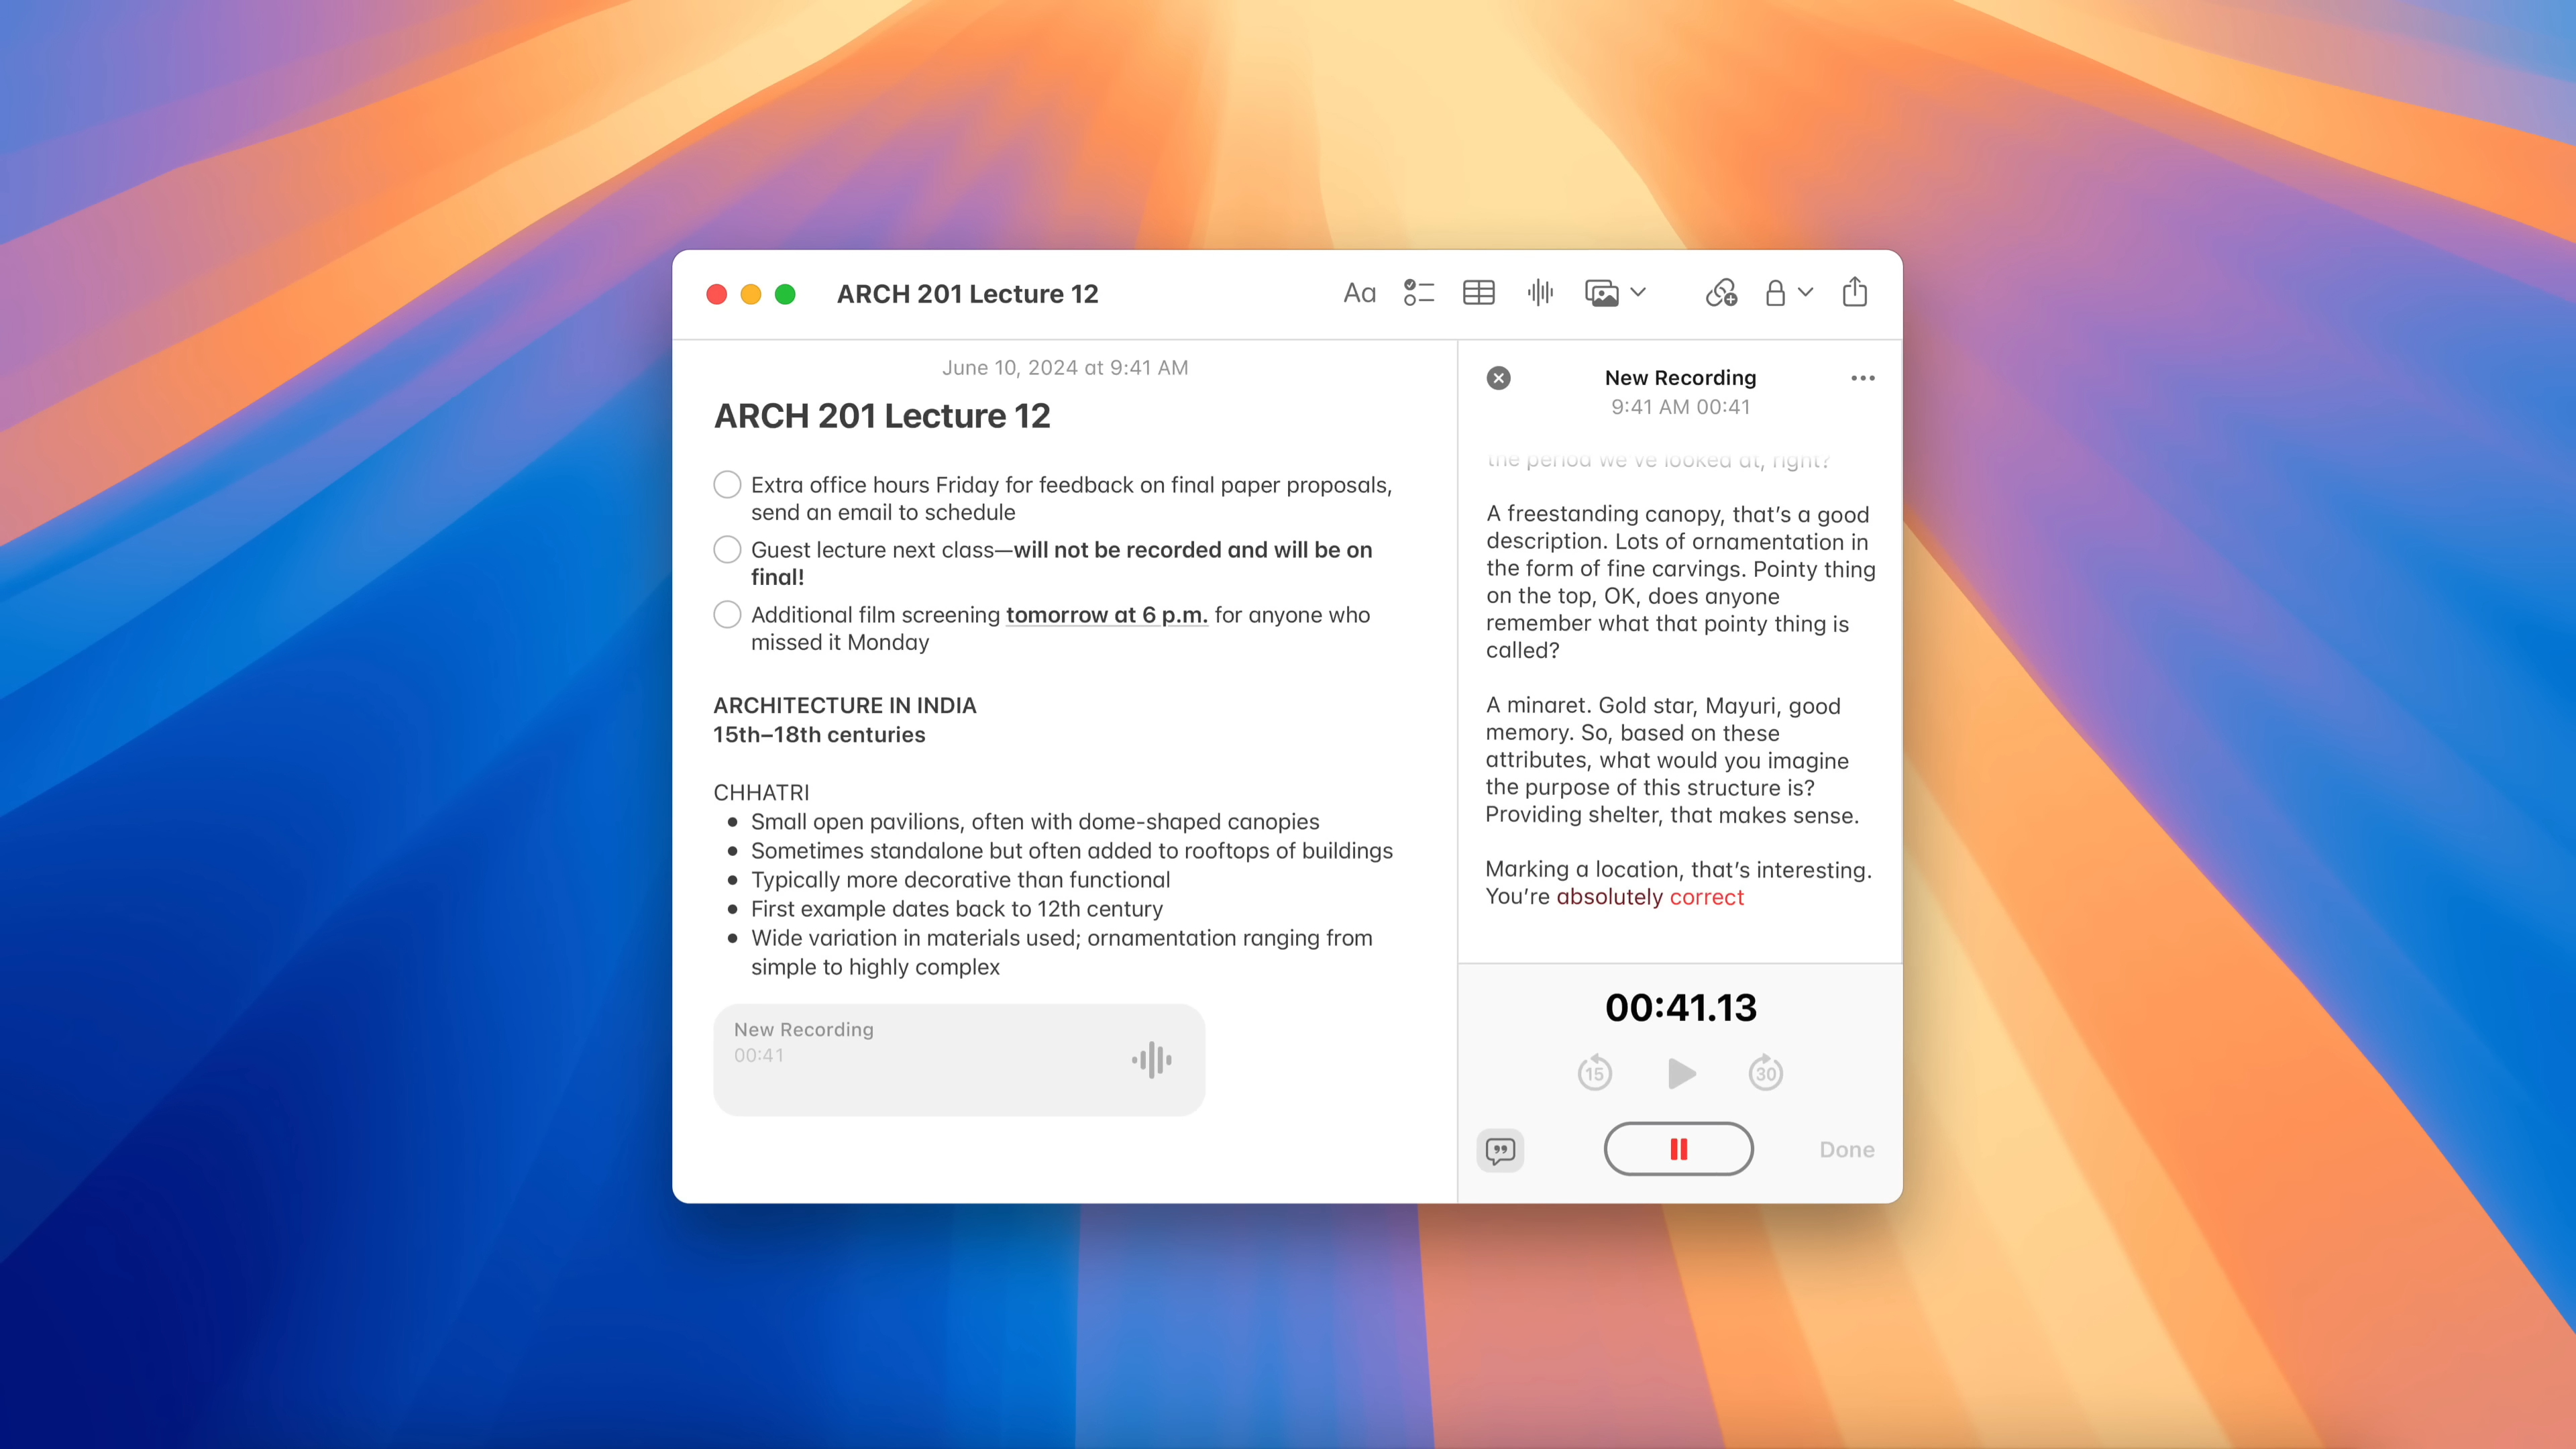 ARCH 201 Lecture 12
Aa
June 10, 2024 at 9:41 AM
ARCH 201 Lecture 12
Extra office hours Friday for feedback on final paper proposals,
send an email to schedule
Guest lecture next class—will not be recorded and will be on
final!
Additional film screening tomorrow at 6 p.m. for anyone who
missed it Monday
ARCHITECTURE IN INDIA
15th–18th centuries
CHHATRI
• Small open pavilions, often with dome-shaped canopies
• Sometimes standalone but often added to rooftops of buildings
• Typically more decorative than functional
• First example dates back to 12th century
• Wide variation in materials used; ornamentation ranging from
simple to highly complex
New Recording
00:41
New Recording
9:41 AM 00:41
the period we've looked at, right?
A freestanding canopy, that's a good
description. Lots of ornamentation in
the form of fine carvings. Pointy thing
on the top, OK, does anyone
remember what that pointy thing is
called?
A minaret. Gold star, Mayuri, good
memory. So, based on these
attributes, what would you imagine
the purpose of this structure is?
Providing shelter, that makes sense.
Marking a location, that's interesting.
You're absolutely correct
00:41.13
15
30
Done